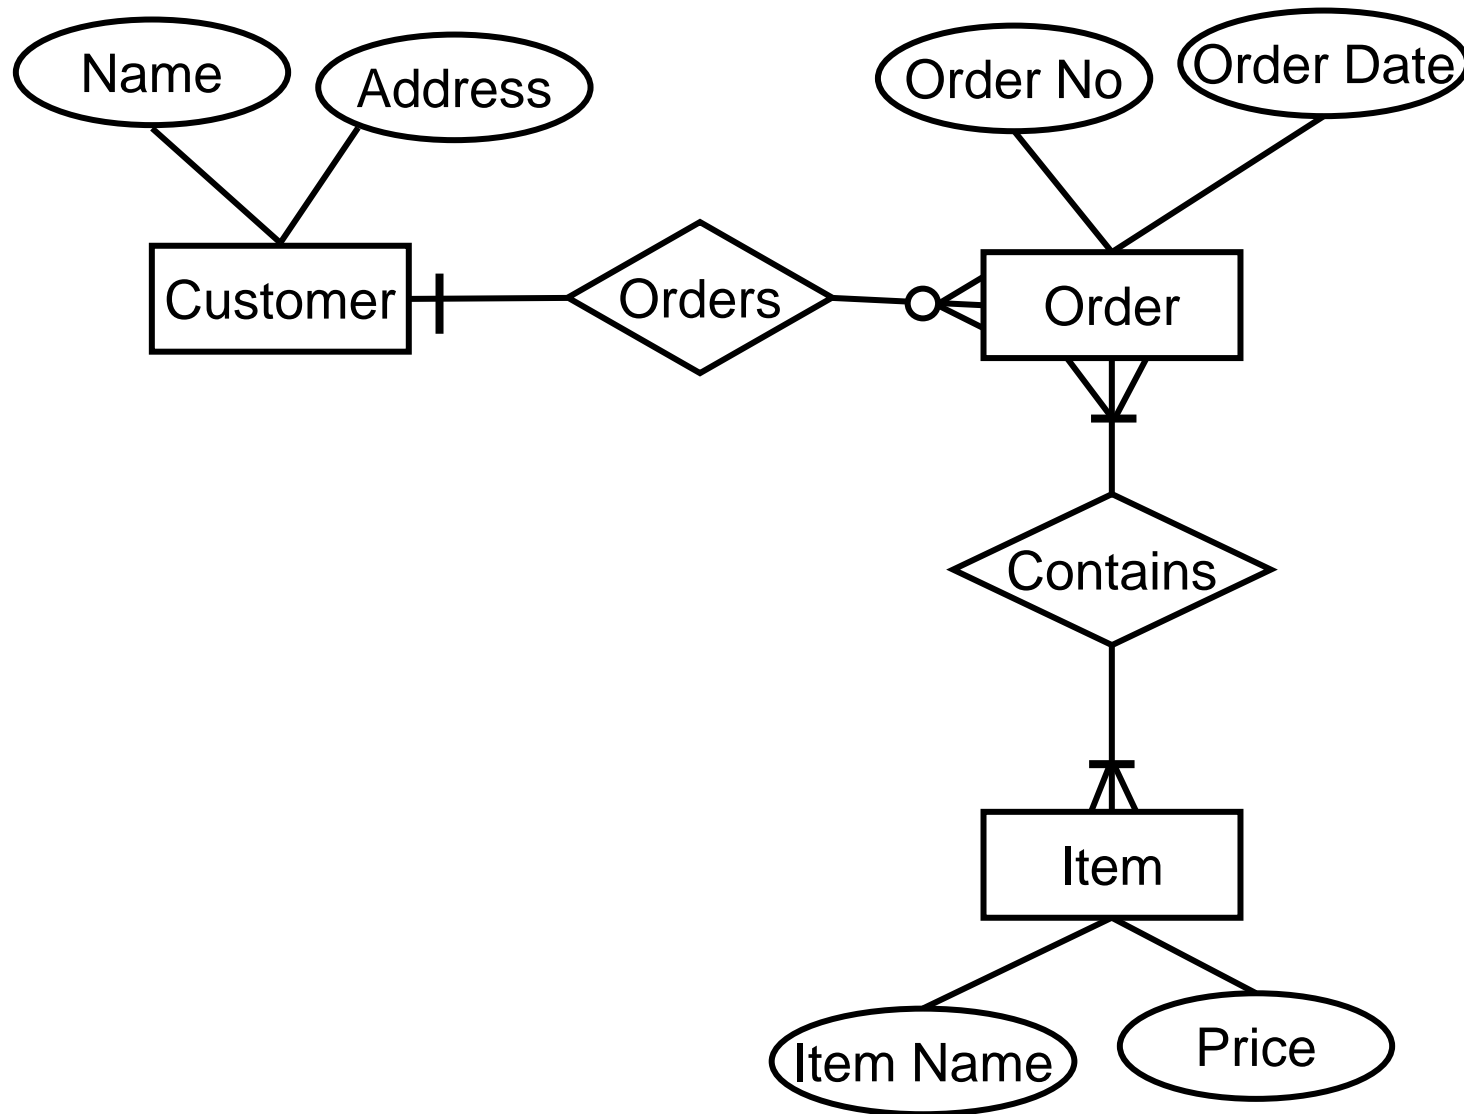 Name
Address
Order No
Order Date
Customer
Orders
Order
Contains
Item
Item Name
Price